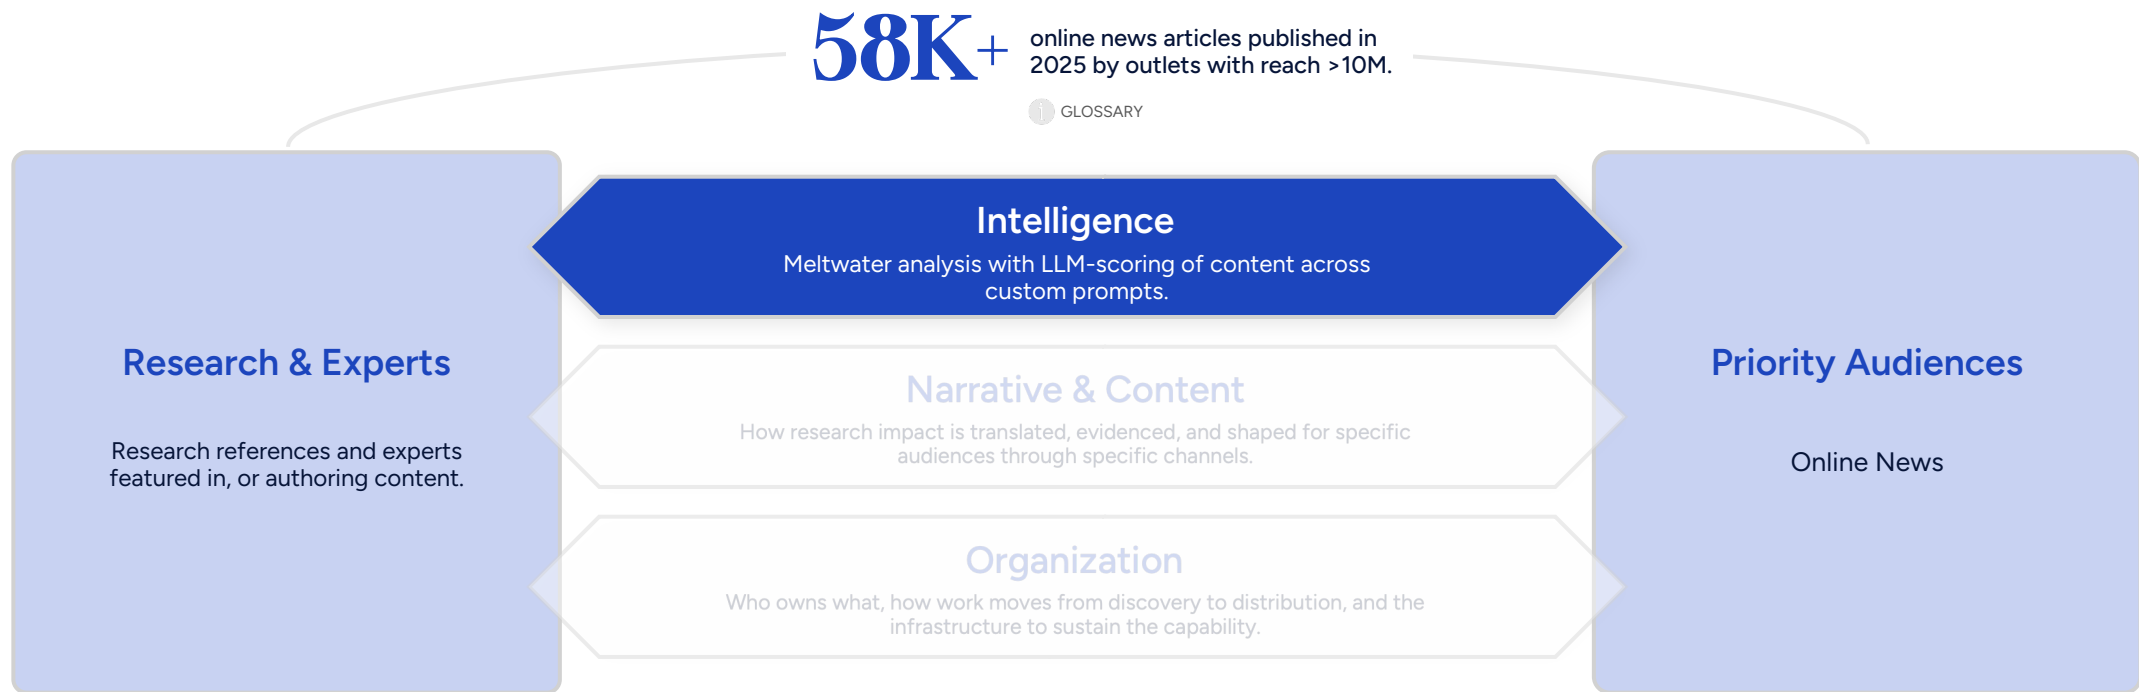 58K+
online news articles published in
2025 by outlets with reach >10M.
i GLOSSARY
Intelligence
Meltwater analysis with LLM-scoring of content across
custom prompts.
Research & Experts
Research references and experts
featured in, or authoring content.
Narrative & Content
How research impact is translated, evidenced, and shaped for specific
audiences through specific channels.
Priority Audiences
Online News
Organization
Who owns what, how work moves from discovery to distribution, and the
infrastructure to sustain the capability.